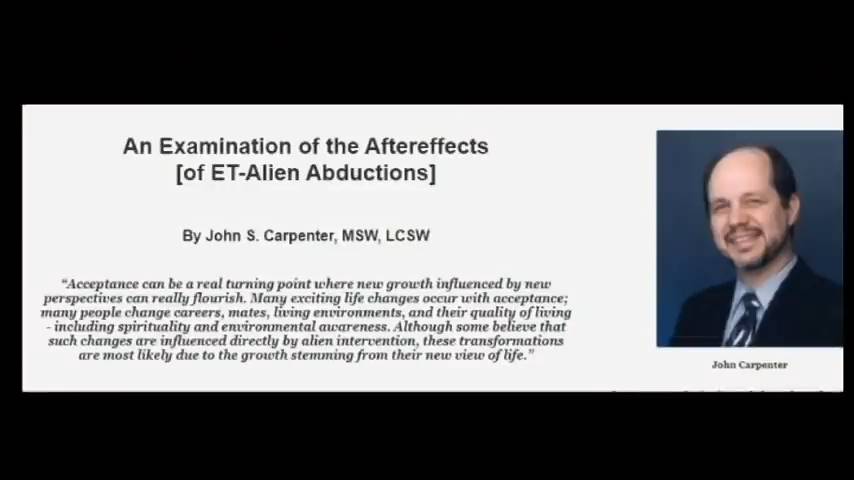 An Examination of the Aftereffects
[of ET-Alien Abductions]
By John S. Carpenter, MSW, LCSW
“Acceptance can be a real turning point where new growth influenced by new
perspectives can really flourish. Many exciting life changes occur with acceptance;
many people change careers, mates, living environments, and their quality of living
- including spirituality and environmental awareness. Although some believe that
such changes are influenced directly by alien intervention, these transformations
are most likely due to the growth stemming from their new view of life.”
John Carpenter